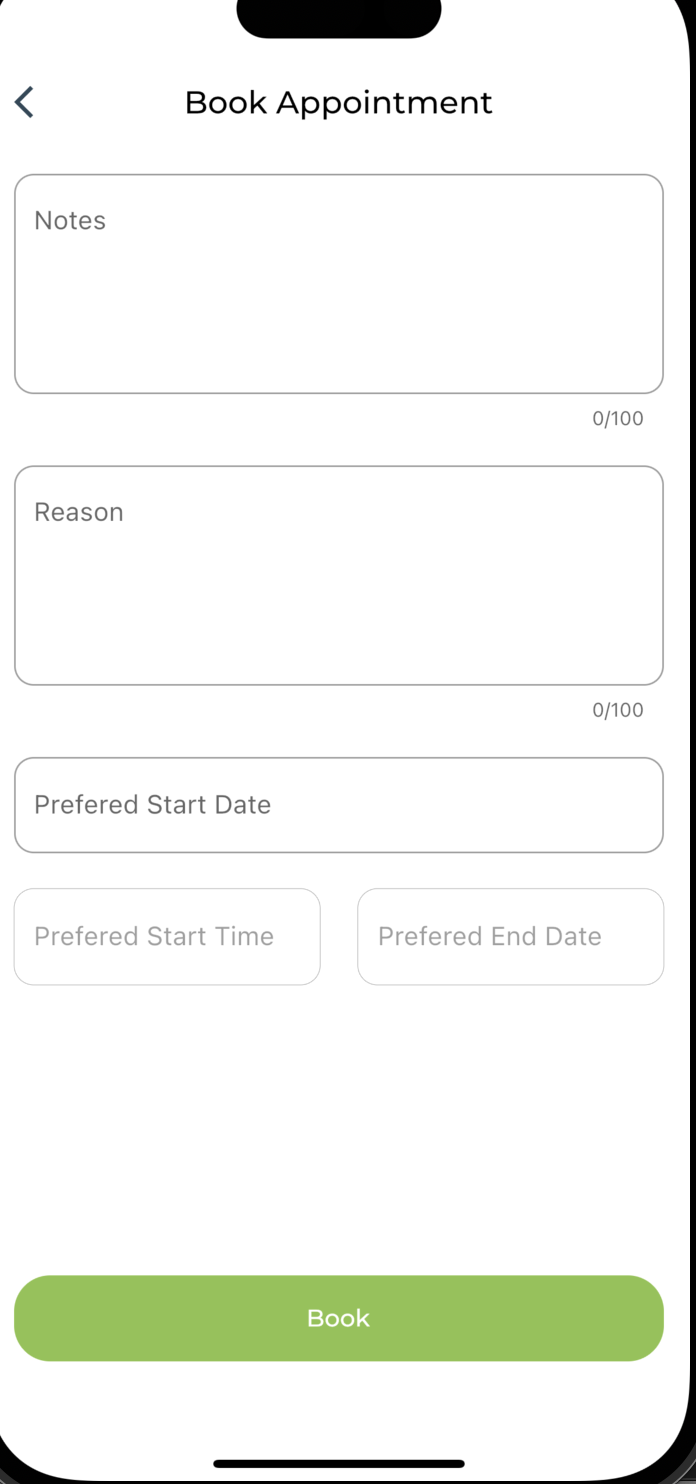 Book Appointment
Notes
0/100
Reason
0/100
Prefered Start Date
Prefered Start Time
Prefered End Date
Book